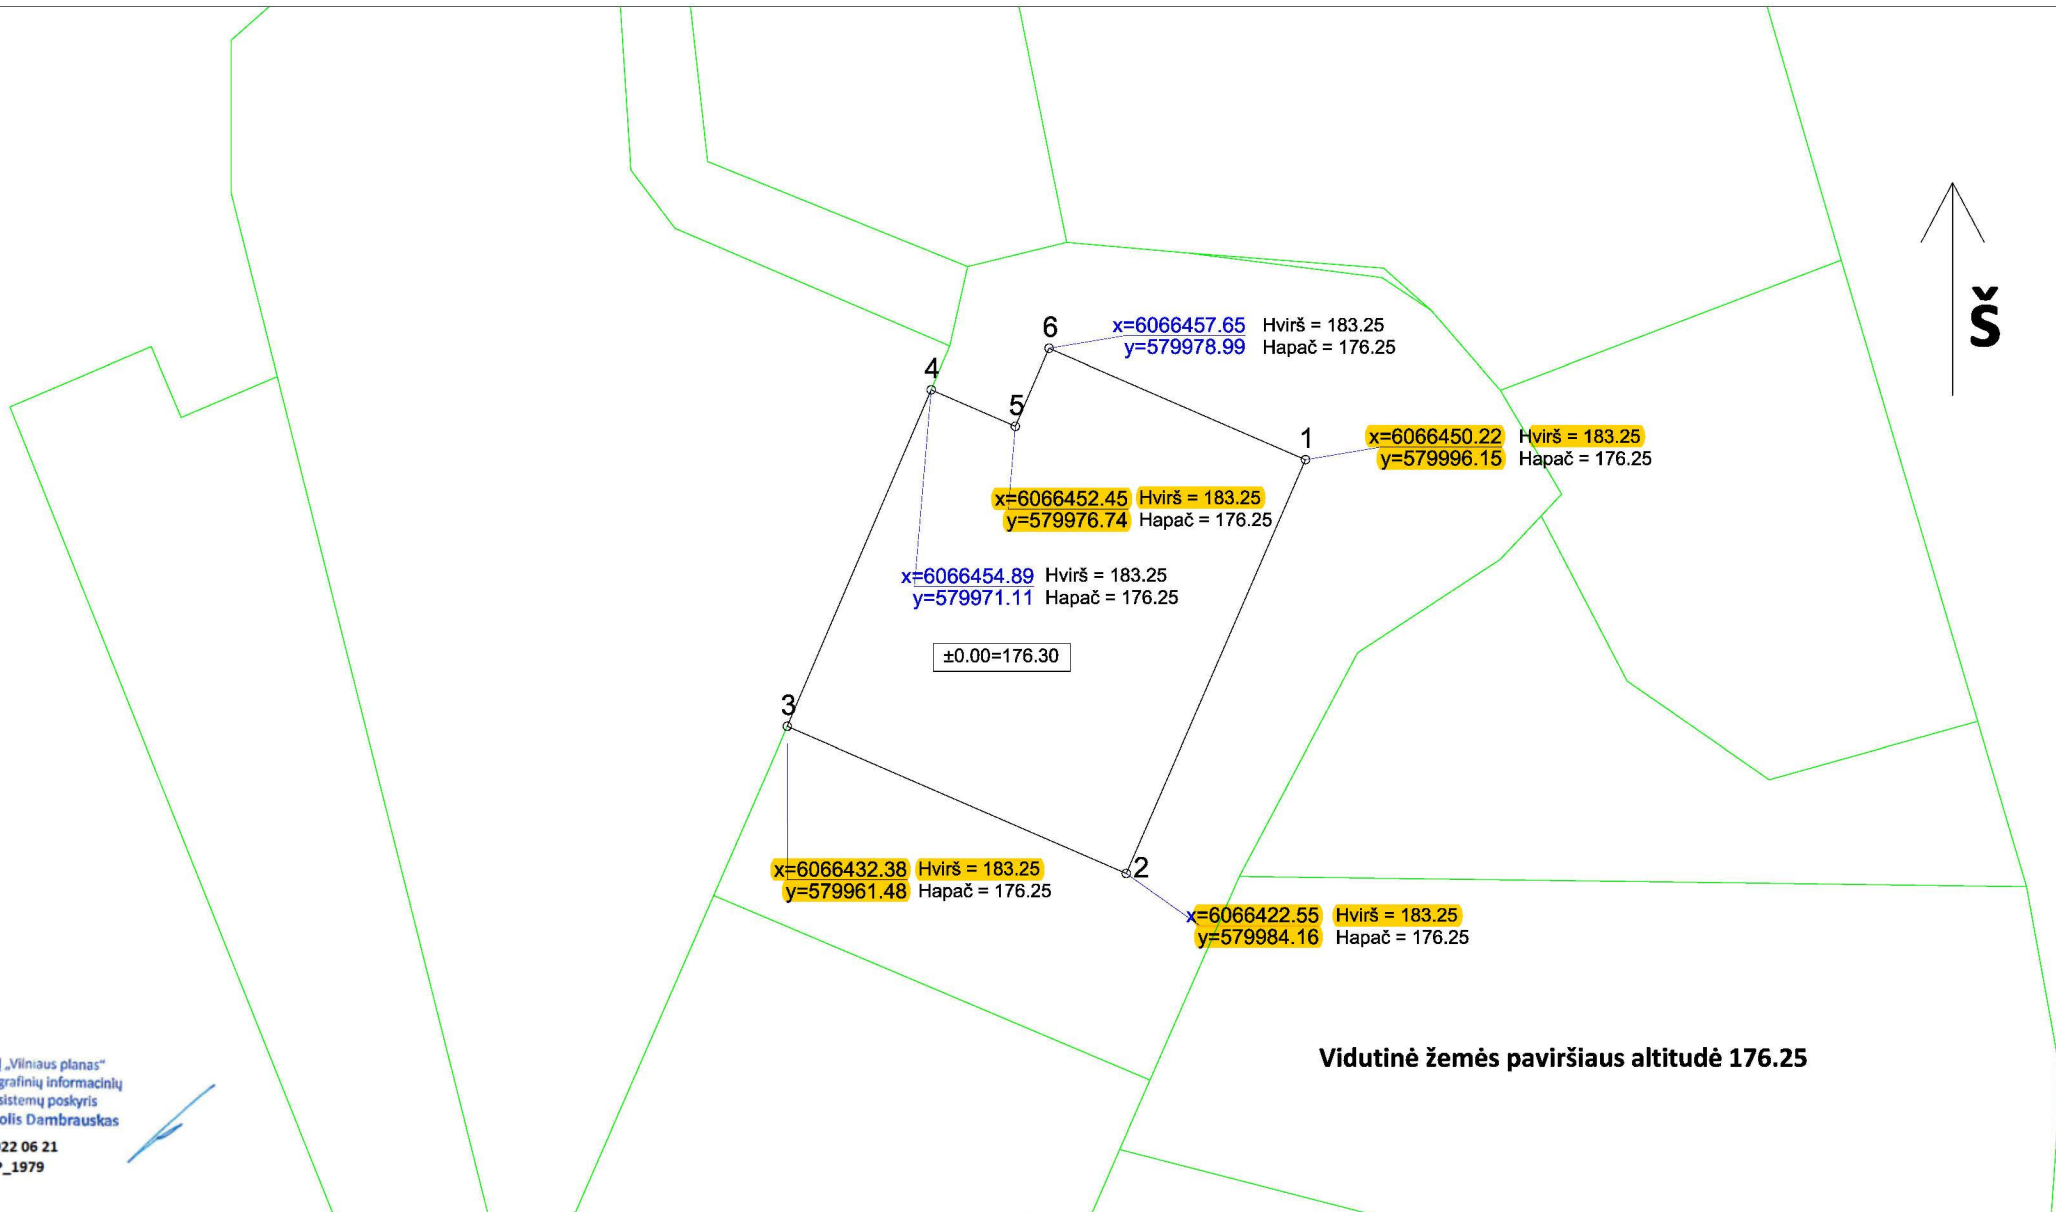 6
x=6066457.65 Hvirš = 183.25
y=579978.99 Hapač = 176.25
Š
4
5
1
x=6066450.22 Hvirš = 183.25
y=579996.15 Hapač = 176.25
x=6066452.45 Hvirš = 183.25
y=579976.74 Hapač = 176.25
x=6066454.89 Hvirš = 183.25
y=579971.11 Hapač = 176.25
±0.00=176.30
3
2
x=6066432.38 Hvirš = 183.25
y=579961.48 Hapač = 176.25
x=6066422.55 Hvirš = 183.25
y=579984.16 Hapač = 176.25
Vidutinė žemės paviršiaus altitudė 176.25
„Vilniaus planas“
grafinių informacinių
sistemų poskyris
olis Dambrauskas
22 06 21
_1979